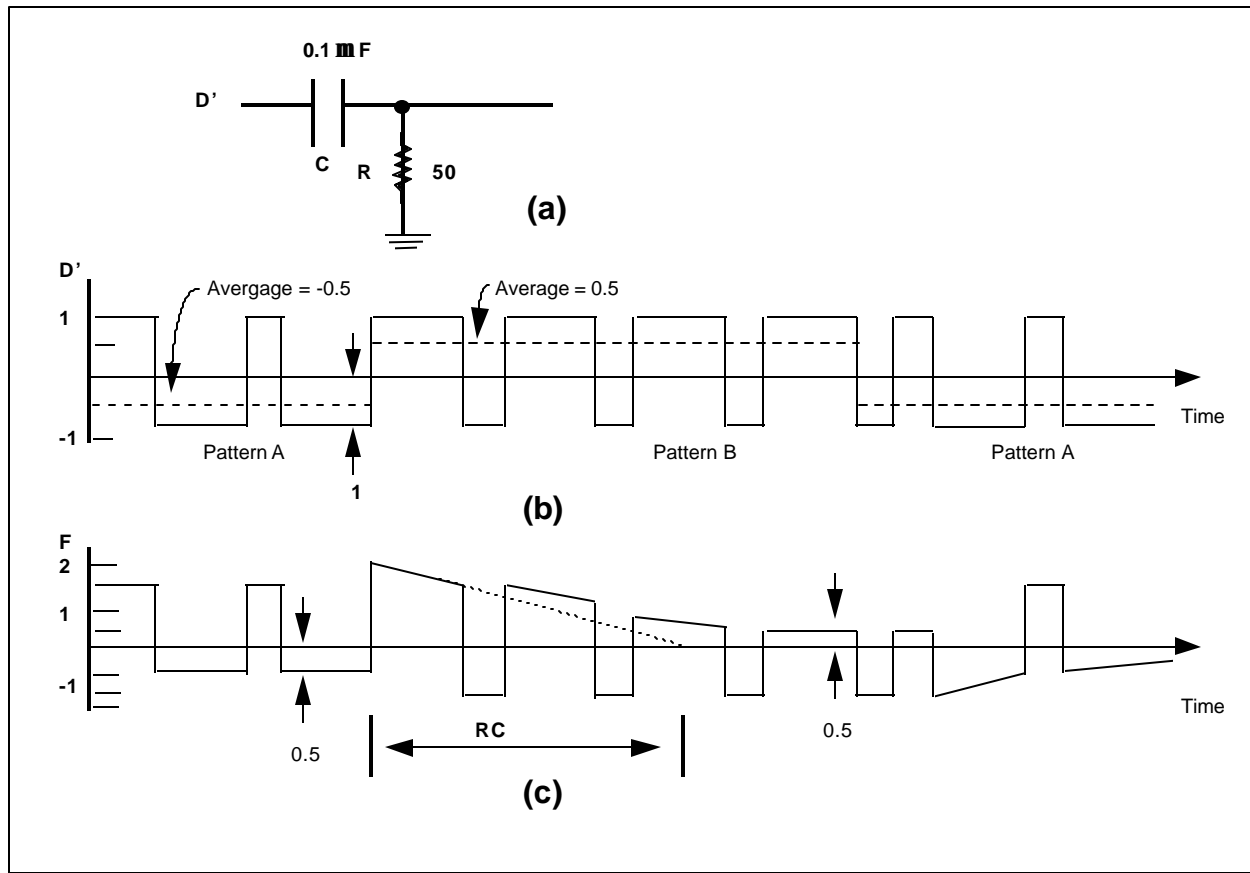 0.1 m F
D’
C
R
50
(a)
D’
Avergage = -0.5
Average = 0.5
1
-1
Time
Pattern A
Pattern B
Pattern A
1
(b)
F
2
1
-1
Time
0.5
RC
0.5
(c)